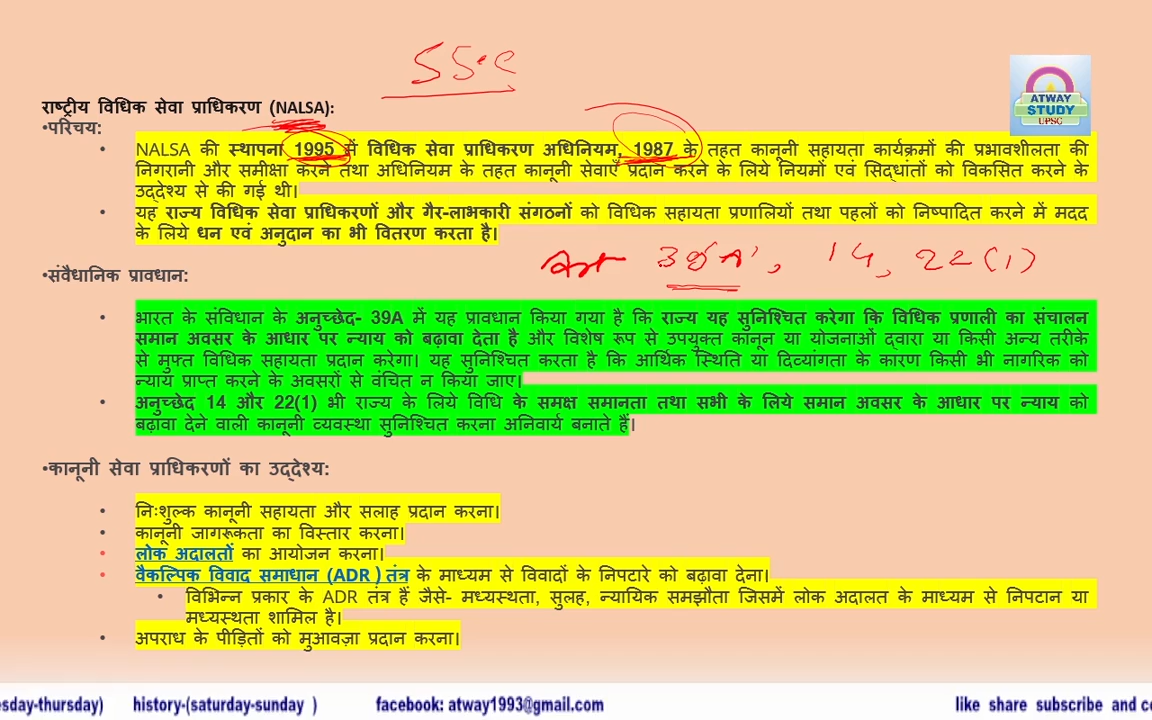 SSC
राष्ट्रीय विधिक सेवा प्राधिकरण (NALSA):
ATWAY
STUDY
UPSC
•परिचय:
• NALSA की स्थापना 1995 में विधिक सेवा प्राधिकरण अधिनियम, 1987 के तहत कानूनी सहायता कार्यक्रमों की प्रभावशीलता की
निगरानी और समीक्षा करने तथा अधिनियम के तहत कानूनी सेवाएँ प्रदान करने के लिये नियमों एवं सिद्धांतों को विकसित करने के
उद्देश्य से की गई थी।
• यह राज्य विधिक सेवा प्राधिकरणों और गैर-लाभकारी संगठनों को विधिक सहायता प्रणालियों तथा पहलों को निष्पादित करने में मदद
के लिये धन एवं अनुदान का भी वितरण करता है।
Art 39A', 14, 22(1)
•संवैधानिक प्रावधान:
• भारत के संविधान के अनुच्छेद- 39A में यह प्रावधान किया गया है कि राज्य यह सुनिश्चित करेगा कि विधिक प्रणाली का संचालन
समान अवसर के आधार पर न्याय को बढ़ावा देता है और विशेष रूप से उपयुक्त कानून या योजनाओं द्वारा या किसी अन्य तरीके
से मुफ्त विधिक सहायता प्रदान करेगा। यह सुनिश्चित करता है कि आर्थिक स्थिति या दिव्यांगता के कारण किसी भी नागरिक को
न्याय प्राप्त करने के अवसरों से वंचित न किया जाए।
• अनुच्छेद 14 और 22(1) भी राज्य के लिये विधि के समक्ष समानता तथा सभी के लिये समान अवसर के आधार पर न्याय को
बढ़ावा देने वाली कानूनी व्यवस्था सुनिश्चित करना अनिवार्य बनाते हैं।
•कानूनी सेवा प्राधिकरणों का उद्देश्य:
• निःशुल्क कानूनी सहायता और सलाह प्रदान करना।
• कानूनी जागरूकता का विस्तार करना।
• लोक अदालतों का आयोजन करना।
• वैकल्पिक विवाद समाधान (ADR ) तंत्र के माध्यम से विवादों के निपटारे को बढ़ावा देना।
• विभिन्न प्रकार के ADR तंत्र हैं जैसे- मध्यस्थता, सुलह, न्यायिक समझौता जिसमें लोक अदालत के माध्यम से निपटान या
मध्यस्थता शामिल है।
• अपराध के पीड़ितों को मुआवज़ा प्रदान करना।
esday-thursday) history-(saturday-sunday ) facebook: atway1993@gmail.com like share subscribe and co